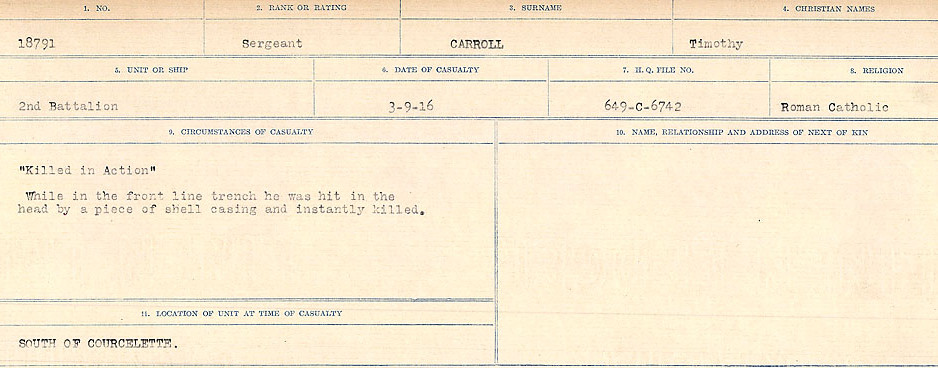 1. NO.
2. RANK OR RATING
3. SURNAME
4. CHRISTIAN NAMES
18791
Sergeant
CARROLL
Timothy
5. UNIT OR SHIP
6. DATE OF CASUALTY
7. H. Q. FILE NO.
8. RELIGION
2nd Battalion
3-9-16
649-C-6742
Roman Catholic
9. CIRCUMSTANCES OF CASUALTY
10. NAME, RELATIONSHIP AND ADDRESS OF NEXT OF KIN
"Killed in Action"
While in the front line trench he was hit in the
head by a piece of shell casing and instantly killed.
11. LOCATION OF UNIT AT TIME OF CASUALTY
SOUTH OF COURCELETTE.